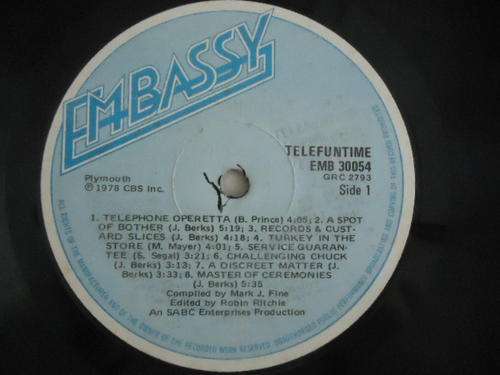 EMBASSY
TELEFUNTIME
EMB 30054
GRC 2793
Side 1
Plymouth
℗1978 CBS Inc.
1. TELEPHONE OPERETTA (B. Prince) 4:05; 2. A SPOT
OF BOTHER (J. Berks) 5:19; 3. RECORDS & CUST-
ARD SLICES (J. Berks) 4:18; 4. TURKEY IN THE
STORE (M. Mayer) 4:01; 5. SERVICE GUARAN-
TEE (S. Segal) 3:21; 6. CHALLENGING CHUCK (J.
Berks) 3:13; 7. A DISCREET MATTER (J.
Berks) 3:33; 8. MASTER OF CEREMONIES
(J. Berks) 5:35
Compiled by Mark J. Fine
Edited by Robin Ritchie
An SABC Enterprises Production